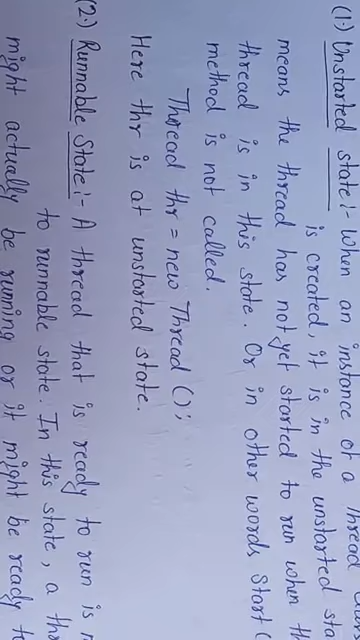 (1.) Unstarted state:- When an instance of a thread
is created, it is in the unstarted
means the thread has not yet started to run when
thread is in this state. Or in other words Start
method is not called.
Thread thr = new Thread ();
Here thr is at unstarted state.
(2.) Runnable State:- A thread that is ready to run is
to runnable state. In this state, a
might actually be running or it might be ready